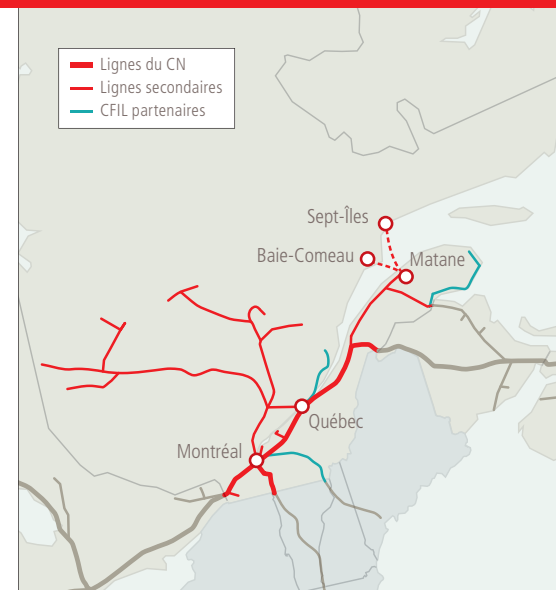 Lignes du CN
Lignes secondaires
CFIL partenaires
Sept-Îles
Baie-Comeau
Matane
Québec
Montréal